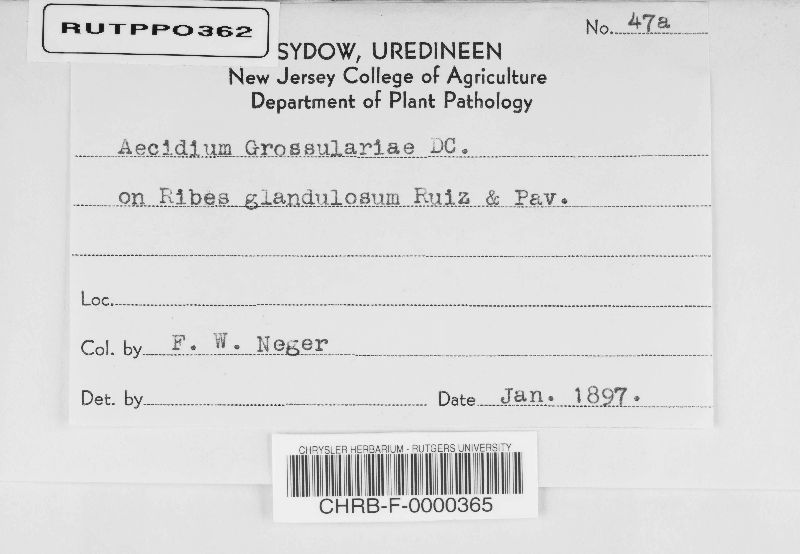 RUTPPO362
No. 47a
SYDOW, UREDINEEN
New Jersey College of Agriculture
Department of Plant Pathology
Aecidium Grossulariae DC.
on Ribes glandulosum Ruiz & Pav.
Loc.
Col. by F. W. Neger
Det. by Date Jan. 1897.
CHRYSLER HERBARIUM - RUTGERS UNIVERSITY
CHRB-F-0000365